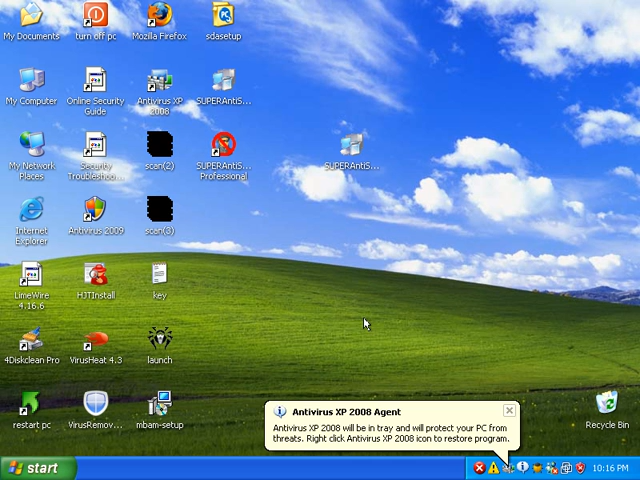 My Documents
turn off pc
Mozilla Firefox
sdasetup
My Computer
Online Security
Guide
Antivirus XP
2008
SUPERAntiS...
My Network
Places
Security
Troubleshoo...
scan(2)
SUPERAntiS...
Professional
SUPERAntiS...
Internet
Explorer
Antivirus 2009
scan(3)
LimeWire
4.16.6
HJTInstall
key
4Diskclean Pro
VirusHeat 4.3
launch
restart pc
VirusRemov...
mbam-setup
Recycle Bin
Antivirus XP 2008 Agent
Antivirus XP 2008 will be in tray and will protect your PC from
threats. Right click Antivirus XP 2008 icon to restore program.
start
10:16 PM